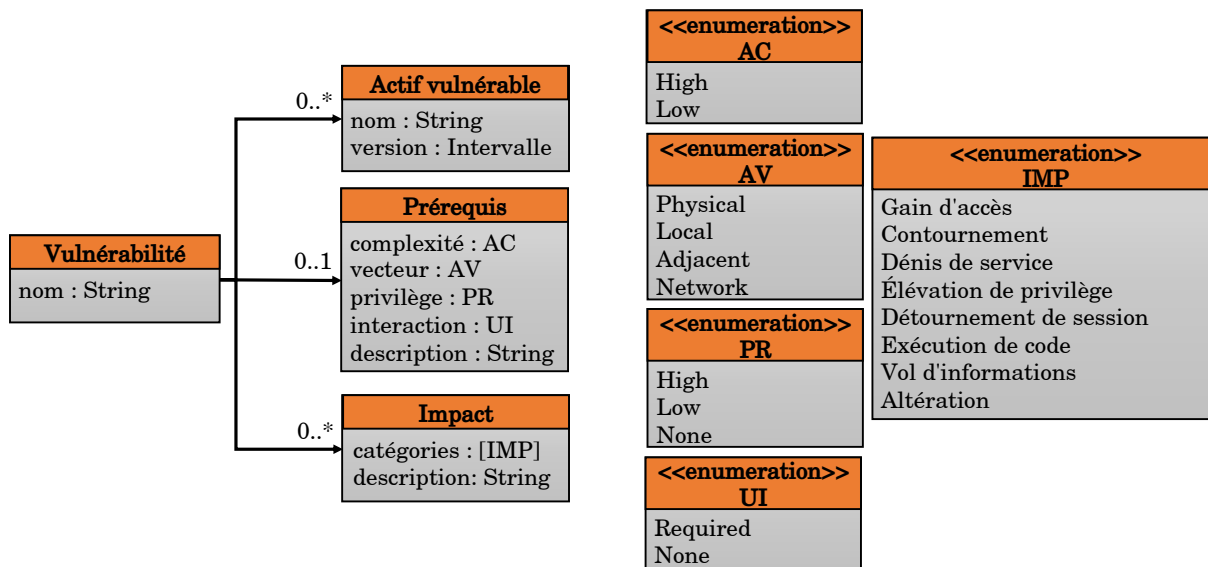 Vulnérabilité
nom : String
0..*
Actif vulnérable
nom : String
version : Intervalle
0..1
Prérequis
complexité : AC
vecteur : AV
privilège : PR
interaction : UI
description : String
0..*
Impact
catégories : [IMP]
description: String
<<enumeration>>
AC
High
Low
<<enumeration>>
AV
Physical
Local
Adjacent
Network
<<enumeration>>
PR
High
Low
None
<<enumeration>>
UI
Required
None
<<enumeration>>
IMP
Gain d'accès
Contournement
Dénis de service
Élévation de privilège
Détournement de session
Exécution de code
Vol d'informations
Altération